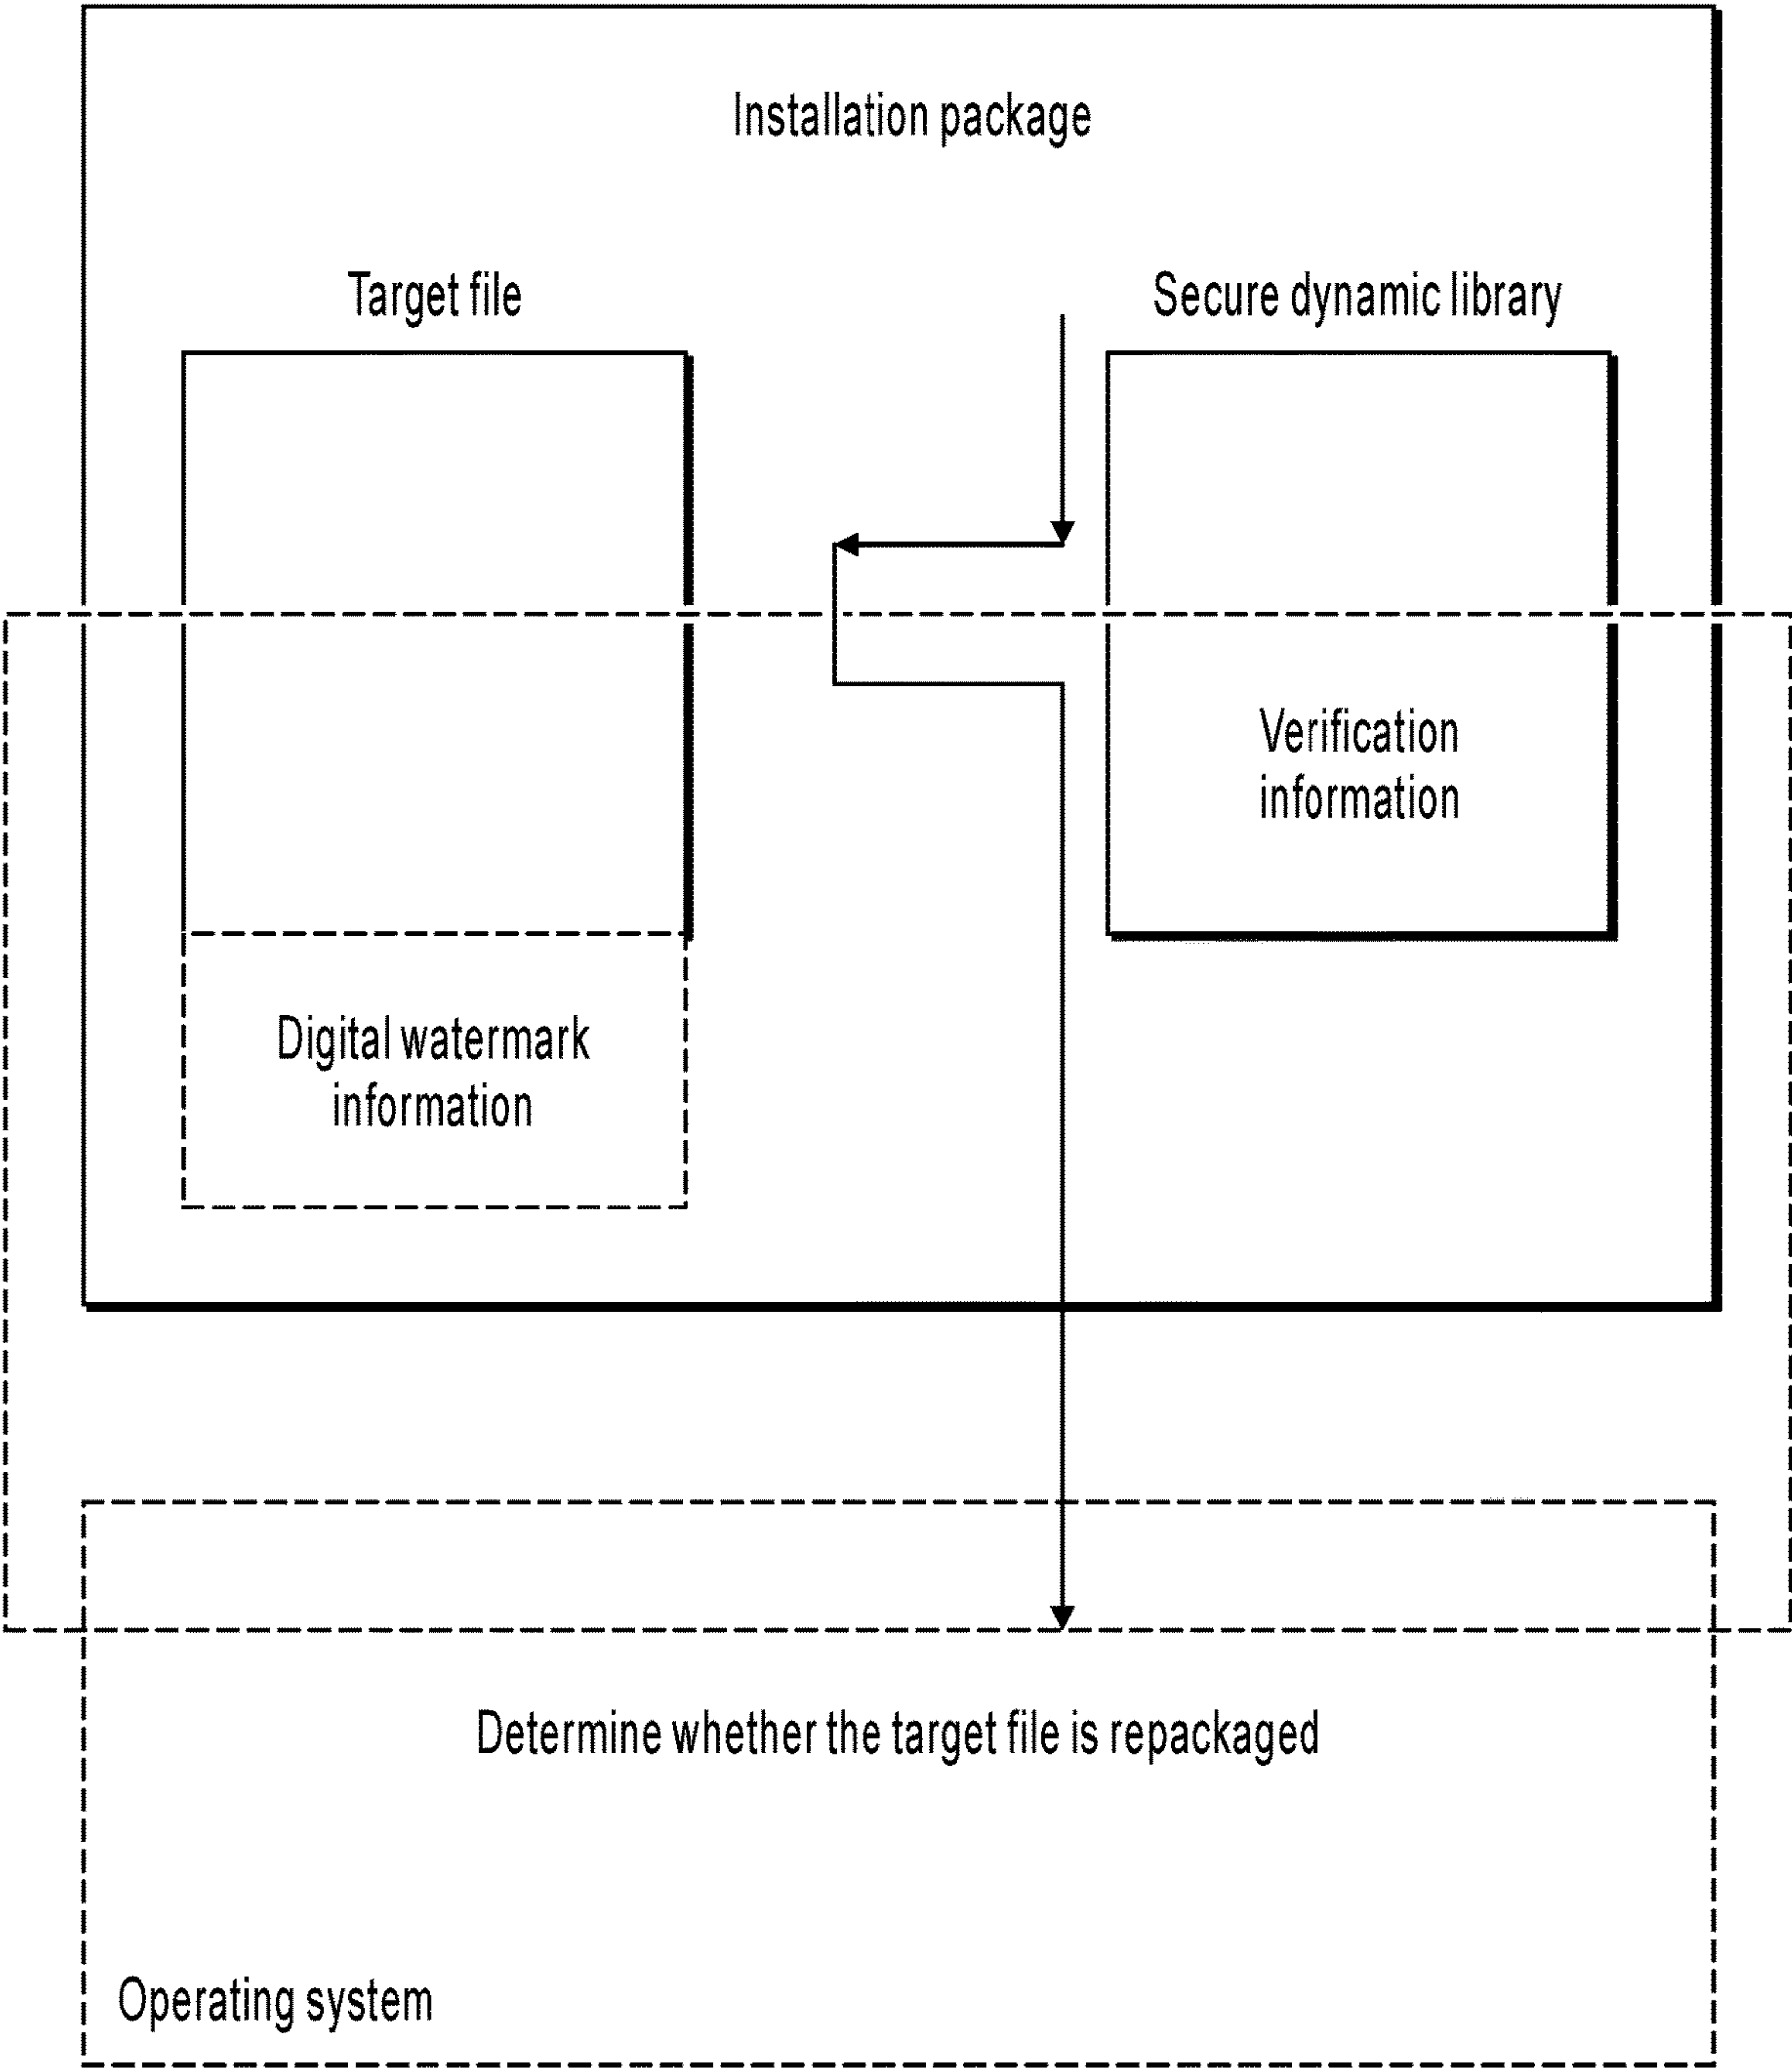 Installation package
Target file
Secure dynamic library
Verification
information
Digital watermark
information
Determine whether the target file is repackaged
Operating system